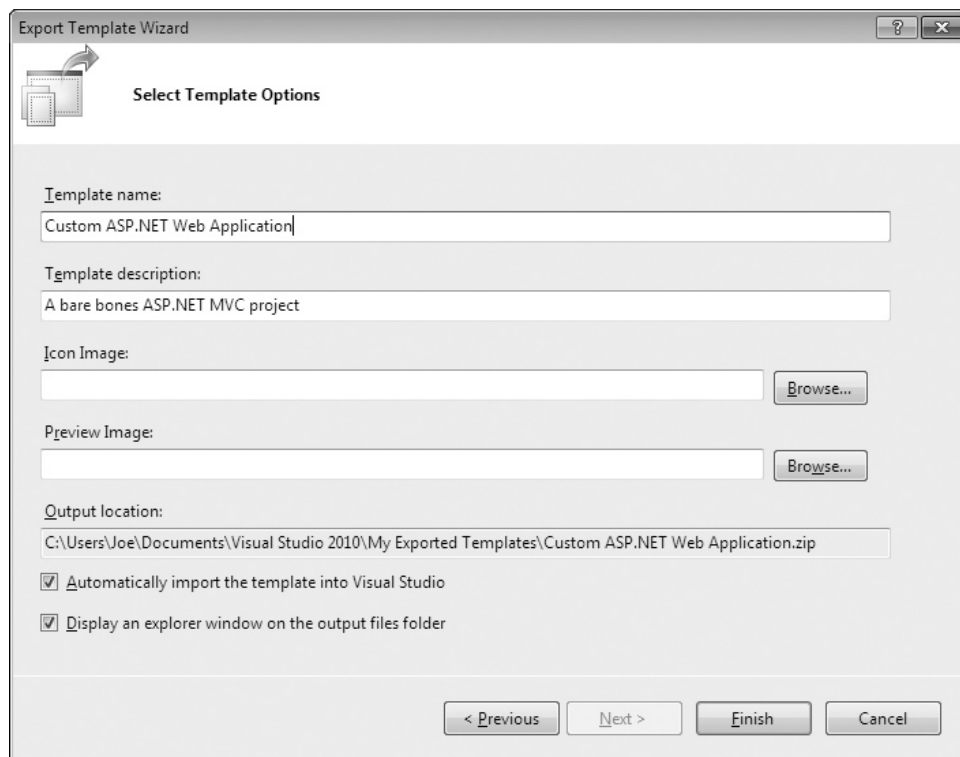 Export Template Wizard
Select Template Options
Template name:
Custom ASP.NET Web Application
Template description:
A bare bones ASP.NET MVC project
Icon Image:
Browse...
Preview Image:
Browse...
Output location:
C:\Users\Joe\Documents\Visual Studio 2010\My Exported Templates\Custom ASP.NET Web Application.zip
Automatically import the template into Visual Studio
Display an explorer window on the output files folder
< Previous Next > Finish Cancel